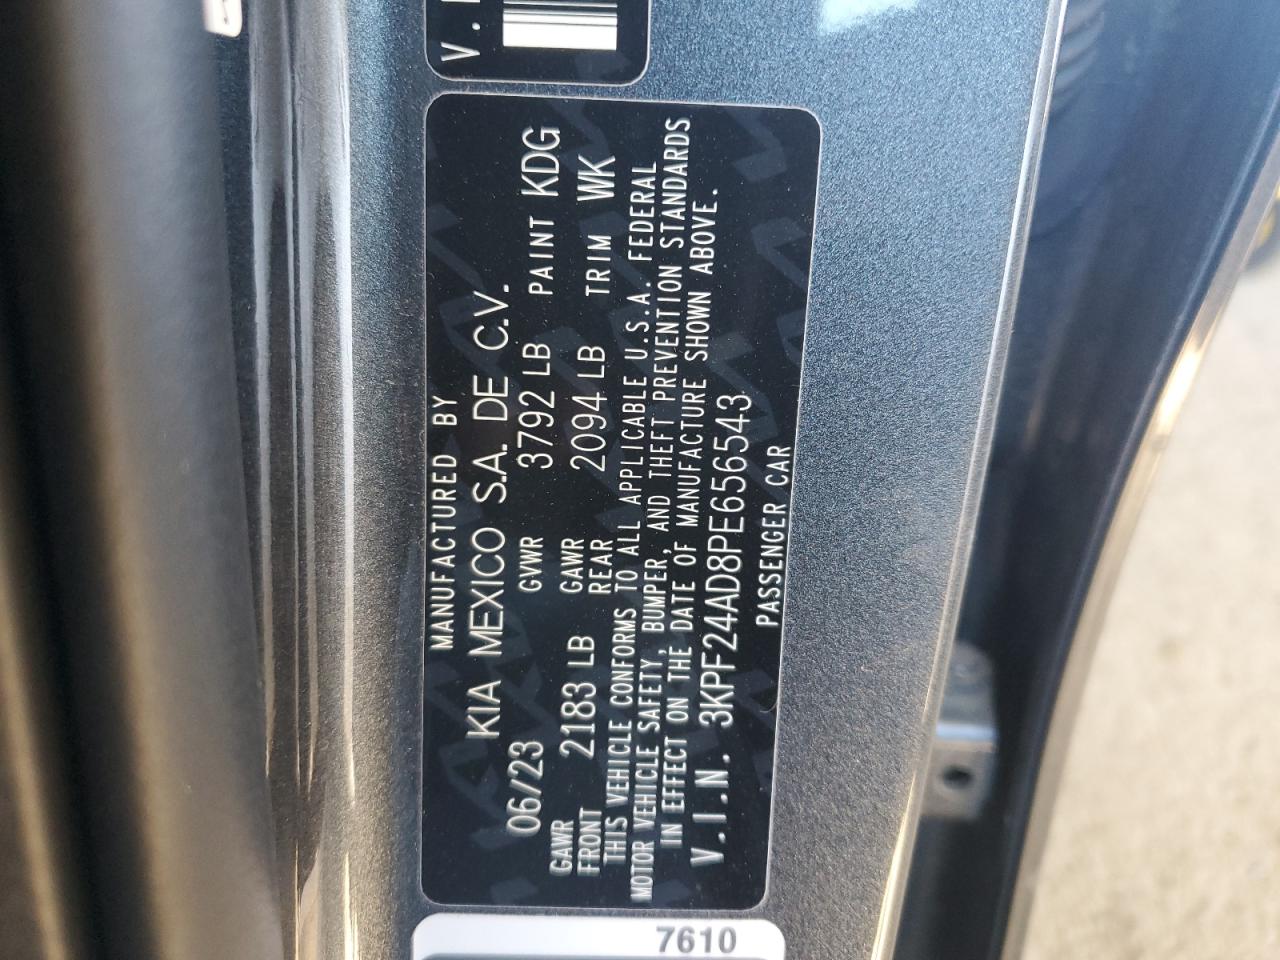 MANUFACTURED BY
KIA MEXICO S.A. DE C.V.
06/23 GVWR 3792 LB PAINT KDG
GAWR FRONT 2183 LB GAWR REAR 2094 LB TRIM WK
THIS VEHICLE CONFORMS TO ALL APPLICABLE U.S.A. FEDERAL
MOTOR VEHICLE SAFETY, BUMPER, AND THEFT PREVENTION STANDARDS
IN EFFECT ON THE DATE OF MANUFACTURE SHOWN ABOVE.
V.I.N. 3KPF24AD8PE656543
PASSENGER CAR
7610